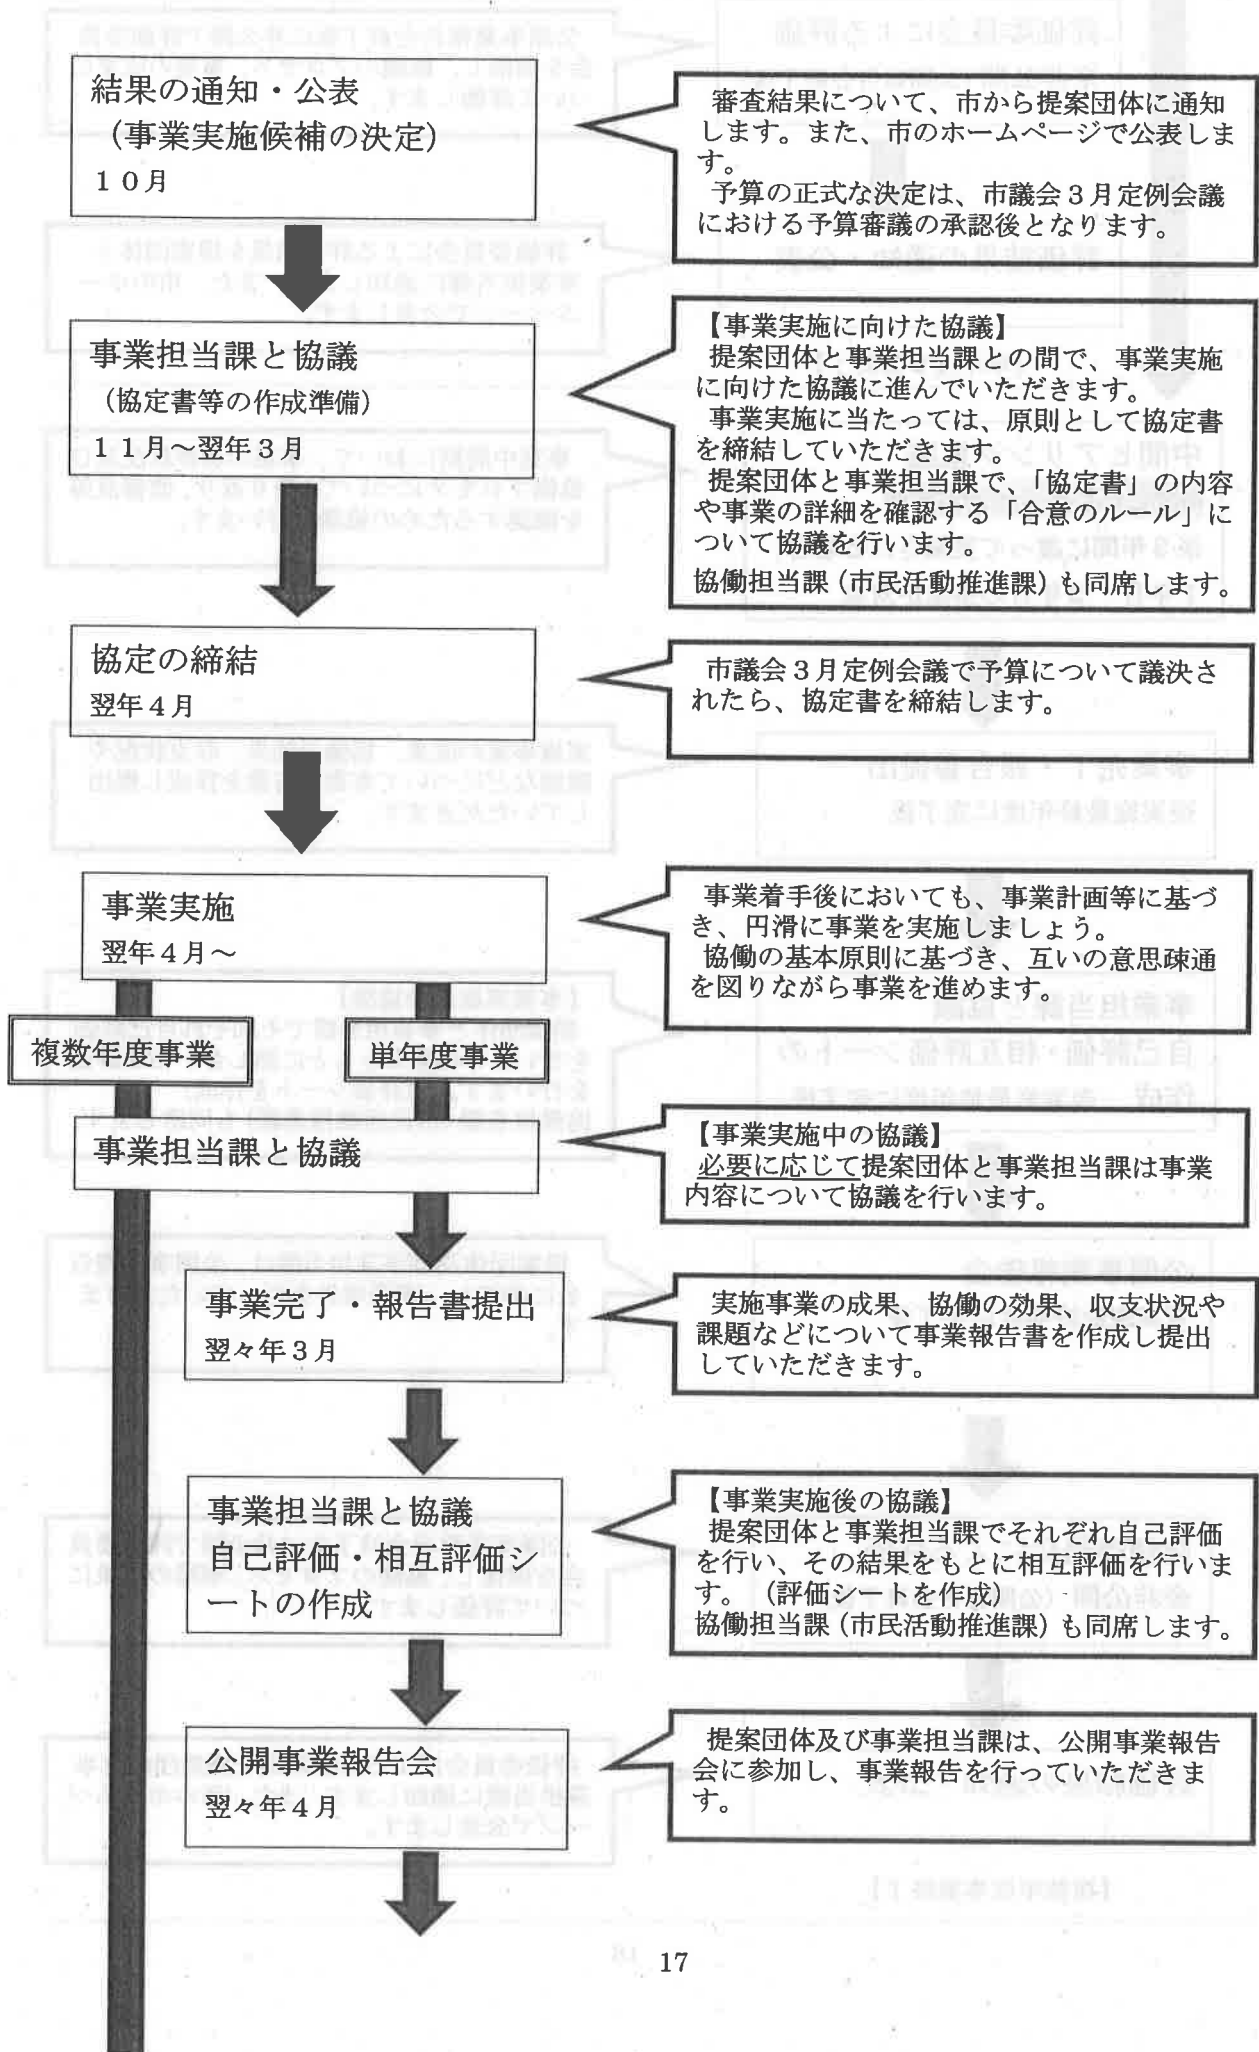 結果の通知・公表
（事業実施候補の決定）
１０月
審査結果について、市から提案団体に通知
します。また、市のホームページで公表しま
す。
予算の正式な決定は、市議会３月定例会議
における予算審議の承認後となります。
事業担当課と協議
（協定書等の作成準備）
１１月～翌年３月
【事業実施に向けた協議】
提案団体と事業担当課との間で、事業実施
に向けた協議に進んでいただきます。
事業実施に当たっては、原則として協定書
を締結していただきます。
提案団体と事業担当課で、「協定書」の内容
や事業の詳細を確認する「合意のルール」に
ついて協議を行います。
協働担当課（市民活動推進課）も同席します。
協定の締結
翌年４月
市議会３月定例会議で予算について議決さ
れたら、協定書を締結します。
事業実施
翌年４月～
事業着手後においても、事業計画等に基づ
き、円滑に事業を実施しましょう。
協働の基本原則に基づき、互いの意思疎通
を図りながら事業を進めます。
複数年度事業
単年度事業
事業担当課と協議
【事業実施中の協議】
必要に応じて提案団体と事業担当課は事業
内容について協議を行います。
事業完了・報告書提出
翌々年３月
実施事業の成果、協働の効果、収支状況や
課題などについて事業報告書を作成し提出
していただきます。
事業担当課と協議
自己評価・相互評価シ
ートの作成
【事業実施後の協議】
提案団体と事業担当課でそれぞれ自己評価
を行い、その結果をもとに相互評価を行いま
す。（評価シートを作成）
協働担当課（市民活動推進課）も同席します。
公開事業報告会
翌々年４月
提案団体及び事業担当課は、公開事業報告
会に参加し、事業報告を行っていただきま
す。
17